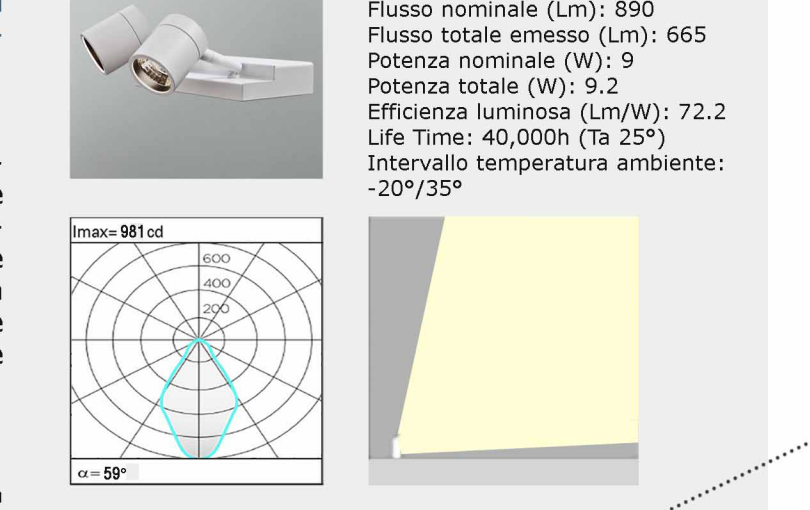 Flusso nominale (Lm): 890
Flusso totale emesso (Lm): 665
Potenza nominale (W): 9
Potenza totale (W): 9.2
Efficienza luminosa (Lm/W): 72.2
Life Time: 40,000h (Ta 25°)
Intervallo temperatura ambiente:
-20°/35°
Imax= 981 cd
600
400
200
α= 59°